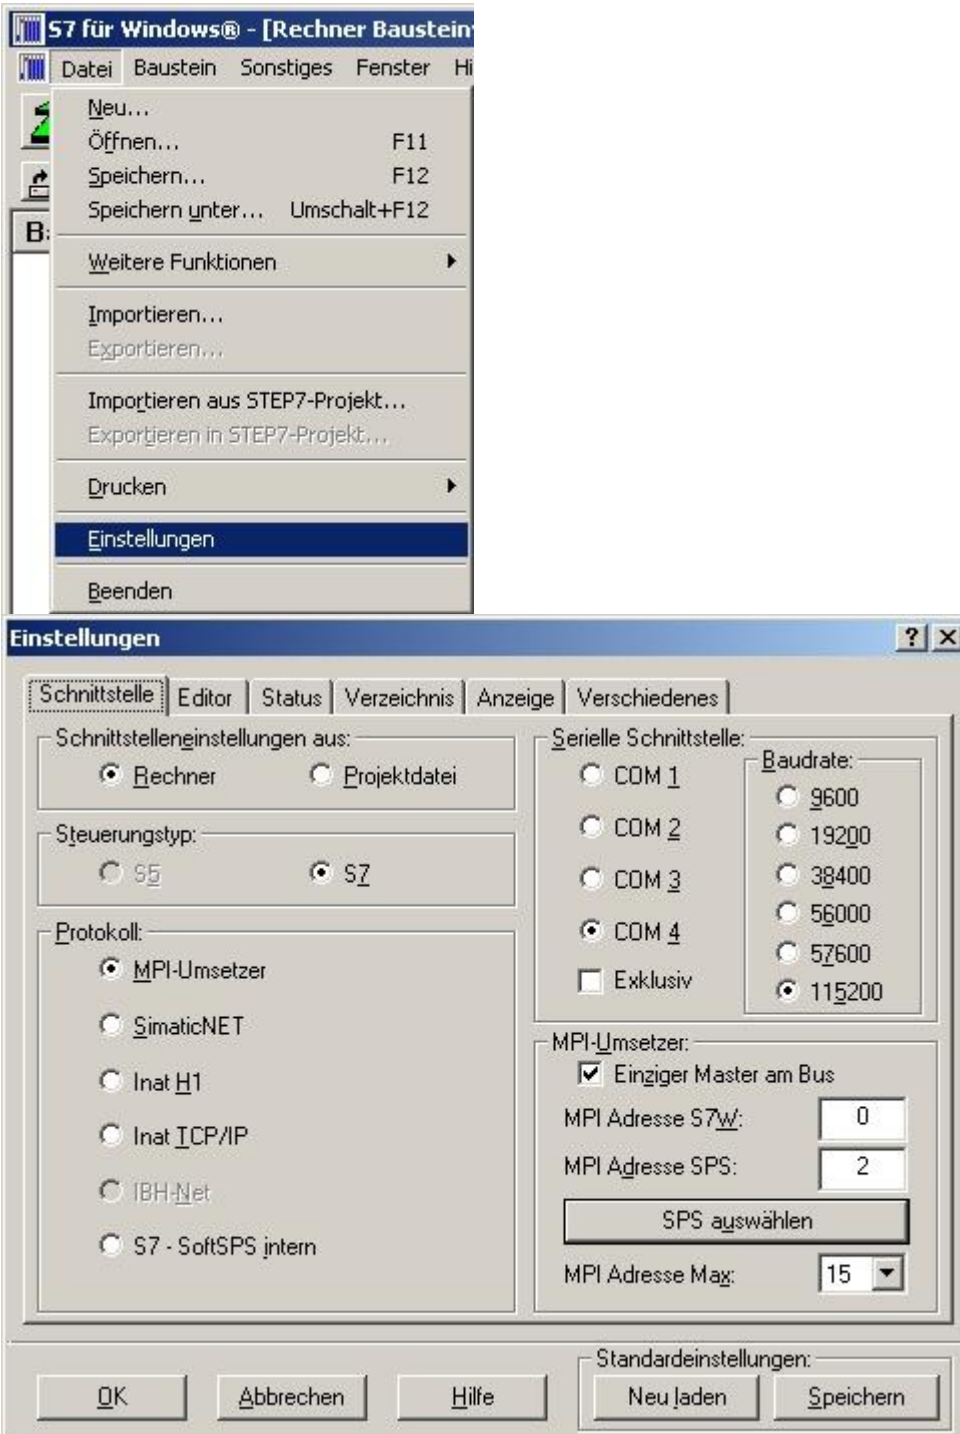 S7 für Windows® - [Rechner Baustein
Datei Baustein Sonstiges Fenster Hi
Neu...
Öffnen... F11
Speichern... F12
Speichern unter... Umschalt+F12
B
Weitere Funktionen
Importieren...
Exportieren...
Importieren aus STEP7-Projekt...
Exportieren in STEP7-Projekt...
Drucken
Einstellungen
Beenden
Einstellungen
Schnittstelle Editor Status Verzeichnis Anzeige Verschiedenes
Schnittstelleneinstellungen aus:
Rechner Projektdatei
Steuerungstyp:
S5 S7
Protokoll:
MPI-Umsetzer
SimaticNET
Inat H1
Inat TCP/IP
IBH-Net
S7 - SoftSPS intern
Serielle Schnittstelle:
COM 1
COM 2
COM 3
COM 4
Exklusiv
Baudrate:
9600
19200
38400
56000
57600
115200
MPI-Umsetzer:
Einziger Master am Bus
MPI Adresse S7W: 0
MPI Adresse SPS: 2
SPS auswählen
MPI Adresse Max: 15
Standardeinstellungen:
OK Abbrechen Hilfe Neu laden Speichern